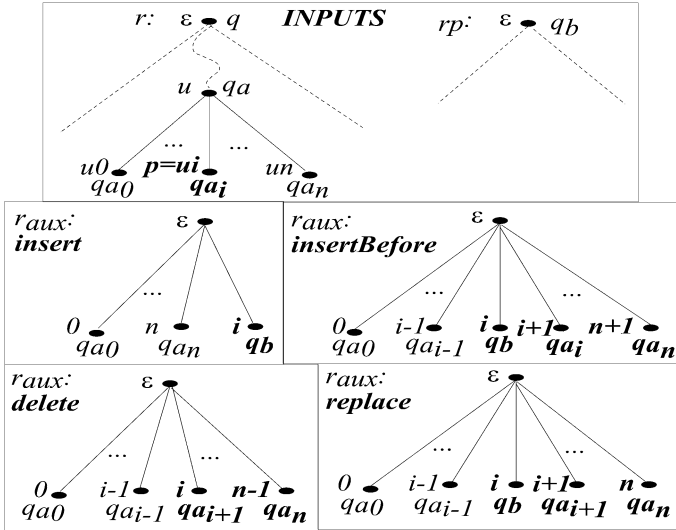 r: ε q INPUTS rp: ε qb
u qa
... ...
u0 p=ui un
qa0 qai qan
raux: ε
insert
...
0 n i
qa0 qan qb
raux: ε
insertBefore
... ...
0 i-1 i i+1 n+1
qa0 qai-1 qb qai qan
raux: ε
delete
... ...
0 i-1 i n-1
qa0 qai-1 qai+1 qan
raux: ε
replace
... ...
0 i-1 i i+1 n
qa0 qai-1 qb qai+1 qan